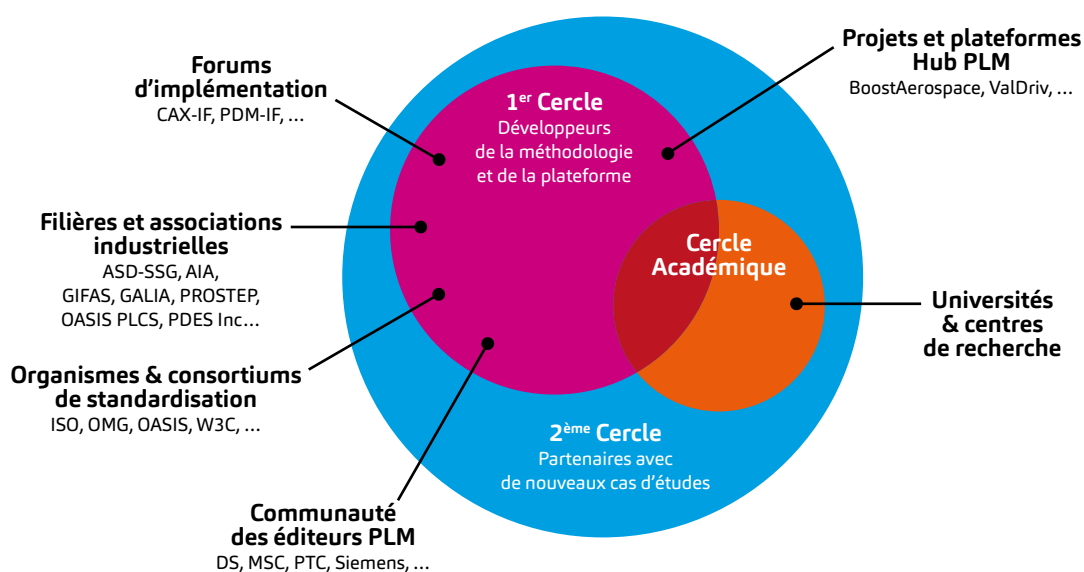 Forums
d’implémentation
CAX-IF, PDM-IF, ...
Projets et plateformes
Hub PLM
BoostAerospace, ValDriv, ...
1er Cercle
Développeurs
de la méthodologie
et de la plateforme
Filières et associations
industrielles
ASD-SSG, AIA,
GIFAS, GALIA, PROSTEP,
OASIS PLCS, PDES Inc...
Cercle
Académique
Universités
& centres
de recherche
Organismes & consortiums
de standardisation
ISO, OMG, OASIS, W3C, ...
2ème Cercle
Partenaires avec
de nouveaux cas d’études
Communauté
des éditeurs PLM
DS, MSC, PTC, Siemens, ...